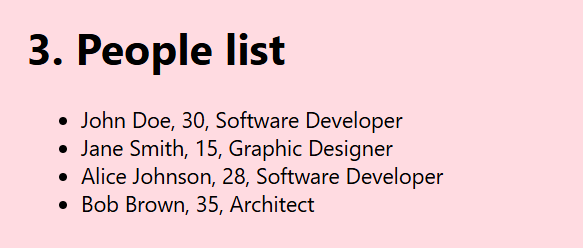 3. People list
• John Doe, 30, Software Developer
• Jane Smith, 15, Graphic Designer
• Alice Johnson, 28, Software Developer
• Bob Brown, 35, Architect